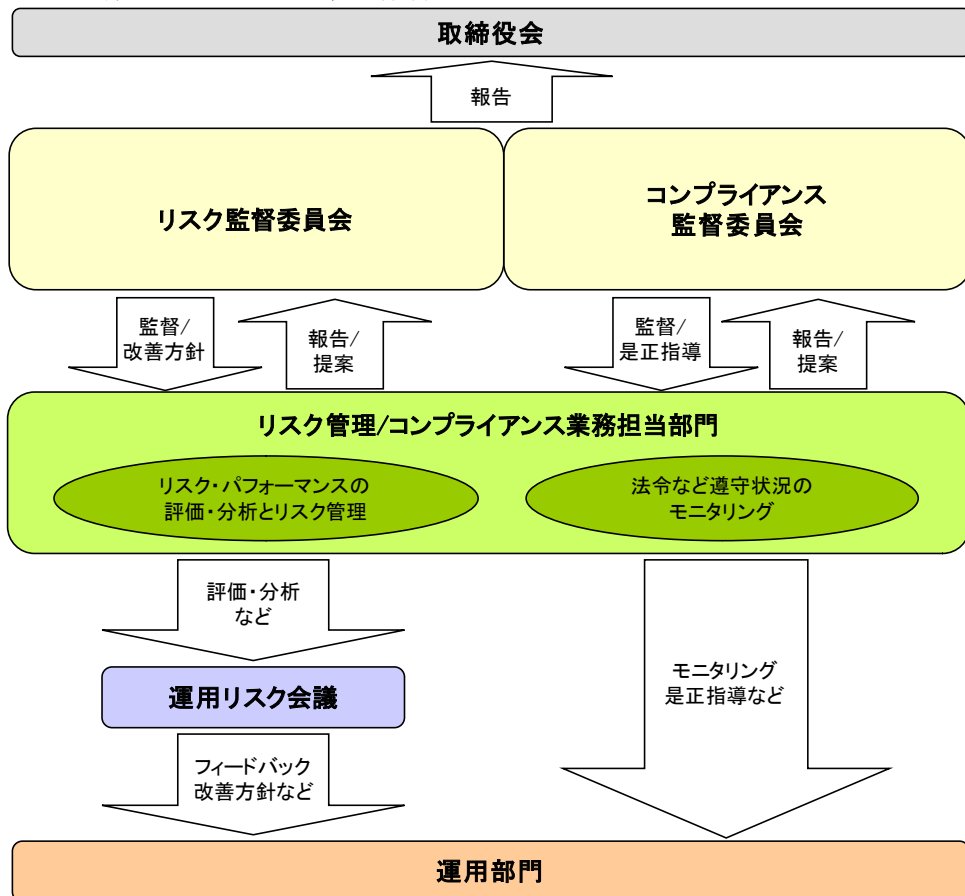 取締役会
報告
リスク監督委員会
コンプライアンス
監督委員会
監督/
改善方針
報告/
提案
監督/
是正指導
報告/
提案
リスク管理/コンプライアンス業務担当部門
リスク・パフォーマンスの
評価・分析とリスク管理
法令など遵守状況の
モニタリング
評価・分析
など
運用リスク会議
モニタリング
是正指導など
フィードバック
改善方針など
運用部門